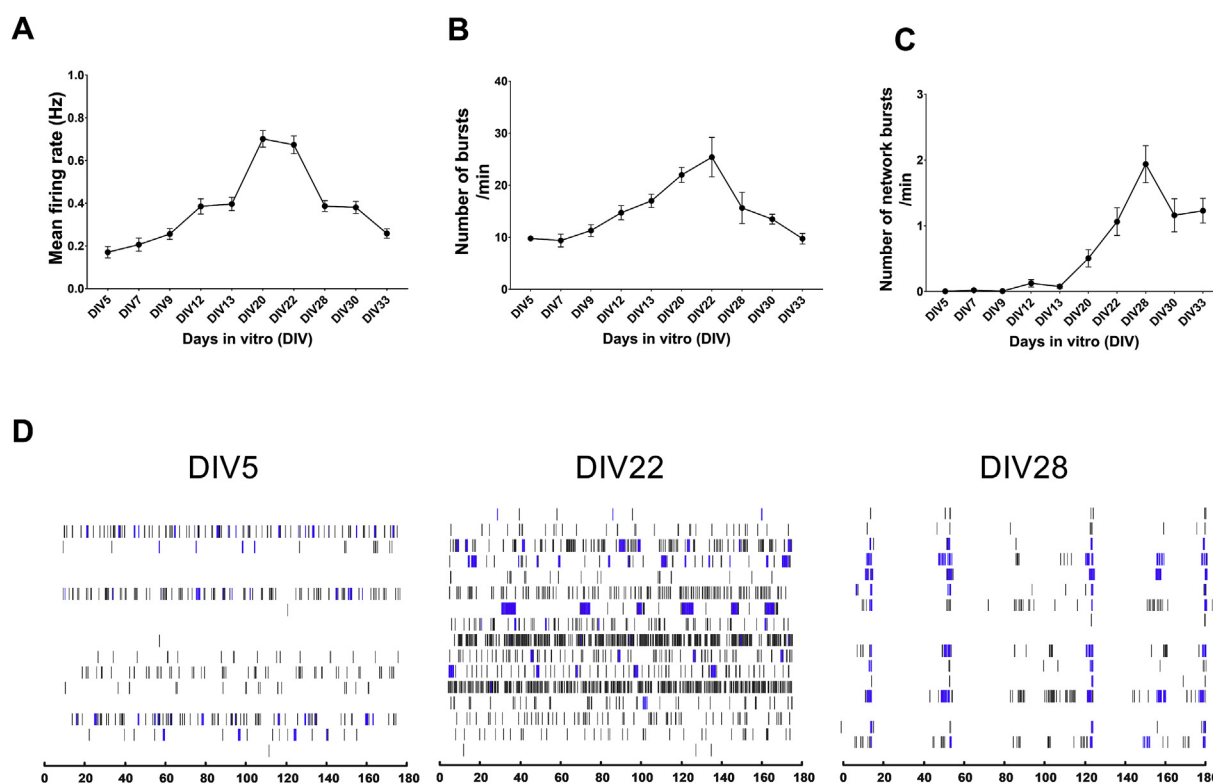 A
Mean firing rate (Hz)
1.0
0.8
0.6
0.4
0.2
0.0
DIV5
DIV7
DIV9
DIV12
DIV13
DIV20
DIV22
DIV28
DIV30
DIV33
Days in vitro (DIV)
B
Number of bursts
/min
40
30
20
10
0
DIV5
DIV7
DIV9
DIV12
DIV13
DIV20
DIV22
DIV28
DIV30
DIV33
Days in vitro (DIV)
C
Number of network bursts
/min
3
2
1
0
DIV5
DIV7
DIV9
DIV12
DIV13
DIV20
DIV22
DIV28
DIV30
DIV33
Days in vitro (DIV)
D
DIV5
0 20 40 60 80 100 120 140 160 180
DIV22
0 20 40 60 80 100 120 140 160 180
DIV28
0 20 40 60 80 100 120 140 160 180